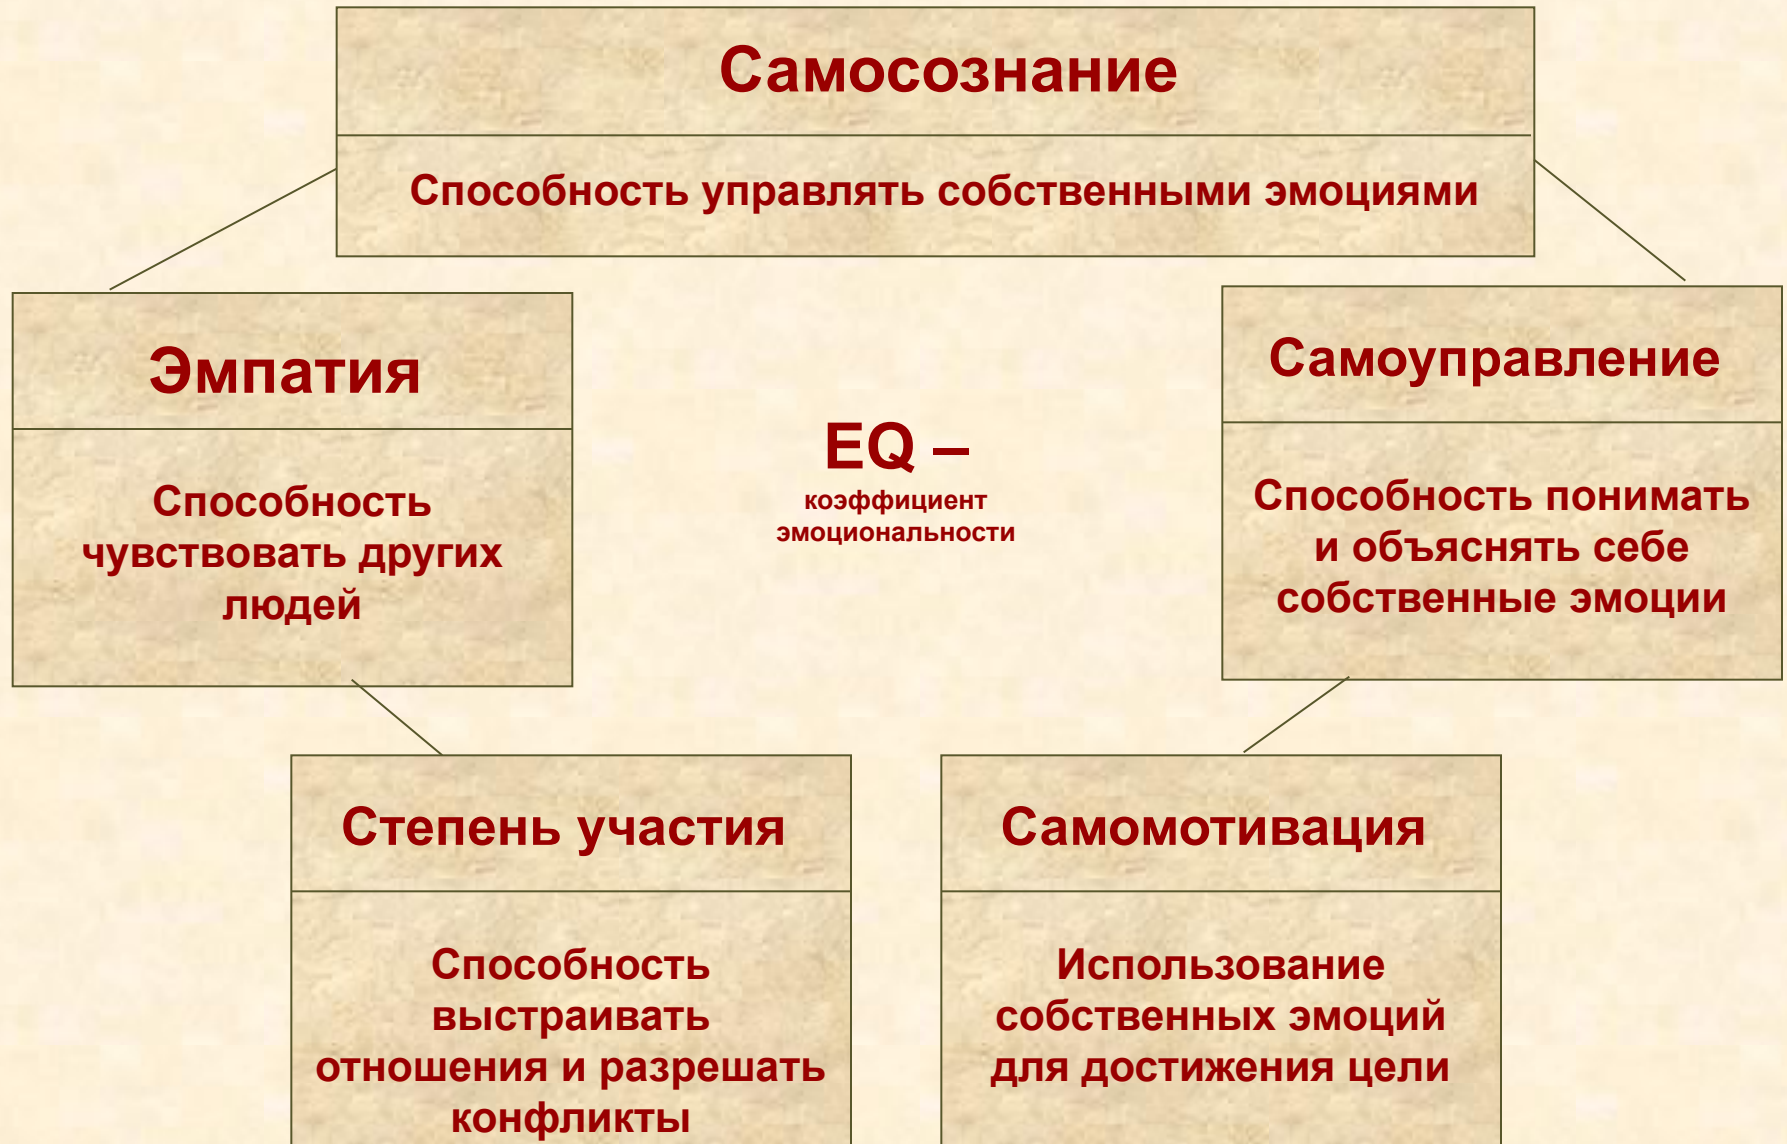 Самосознание
Способность управлять собственными эмоциями
Эмпатия
Способность
чувствовать других
людей
EQ –
коэффициент
эмоциональности
Самоуправление
Способность понимать
и объяснять себе
собственные эмоции
Степень участия
Способность
выстраивать
отношения и разрешать
конфликты
Самомотивация
Использование
собственных эмоций
для достижения цели